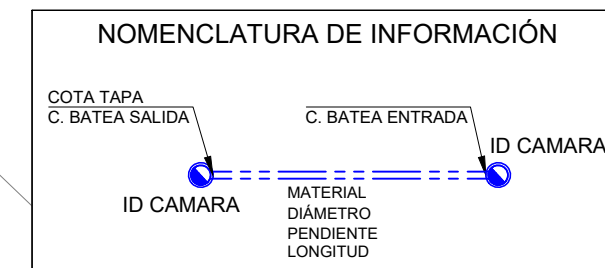 NOMENCLATURA DE INFORMACIÓN
COTA TAPA
C. BATEA SALIDA
C. BATEA ENTRADA
ID CAMARA
ID CAMARA
MATERIAL
DIÁMETRO
PENDIENTE
LONGITUD